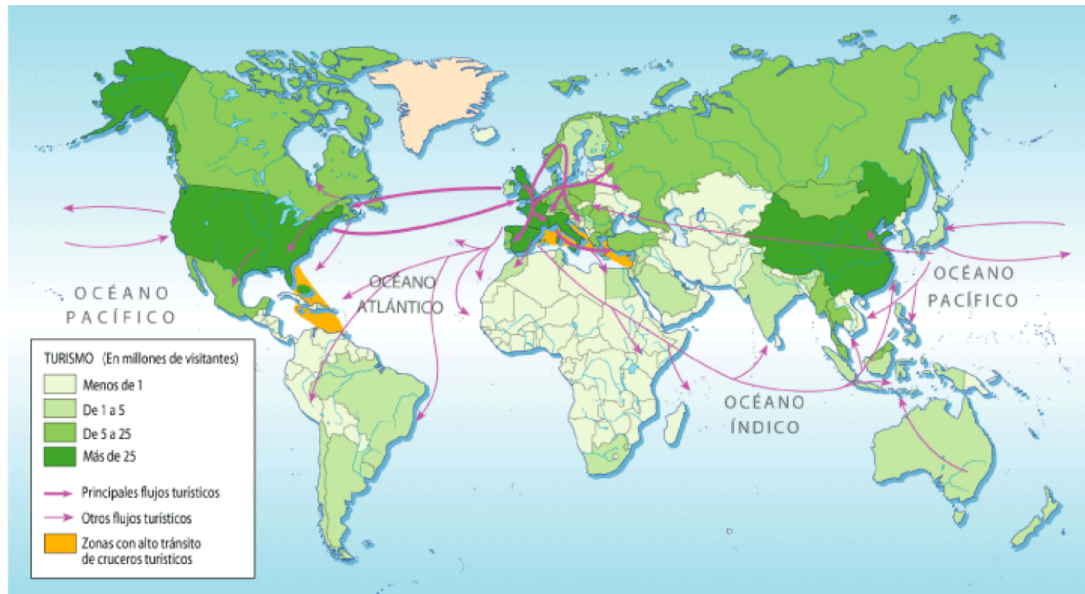 OCÉANO
PACÍFICO
OCÉANO
ATLÁNTICO
OCÉANO
PACÍFICO
OCÉANO
ÍNDICO
TURISMO (En millones de visitantes)
Menos de 1
De 1 a 5
De 5 a 25
Más de 25
Principales flujos turísticos
Otros flujos turísticos
Zonas con alto tránsito
de cruceros turísticos